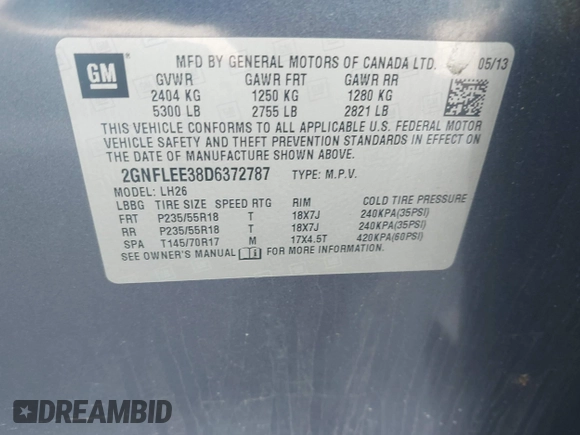 GM
MFD BY GENERAL MOTORS OF CANADA LTD. 05/13
GVWR GAWR FRT GAWR RR
2404 KG 1250 KG 1280 KG
5300 LB 2755 LB 2821 LB
THIS VEHICLE CONFORMS TO ALL APPLICABLE U.S. FEDERAL MOTOR
VEHICLE SAFETY AND THEFT PREVENTION STANDARDS IN EFFECT ON
THE DATE OF MANUFACTURE SHOWN ABOVE.
2GNFLEE38D6372787 TYPE: M.P.V.
MODEL: LH26
LBBG TIRE SIZE SPEED RTG RIM COLD TIRE PRESSURE
FRT P235/55R18 T 18X7J 240KPA(35PSI)
RR P235/55R18 T 18X7J 240KPA(35PSI)
SPA T145/70R17 M 17X4.5T 420KPA(60PSI)
SEE OWNER'S MANUAL FOR MORE INFORMATION.
DREAMBID